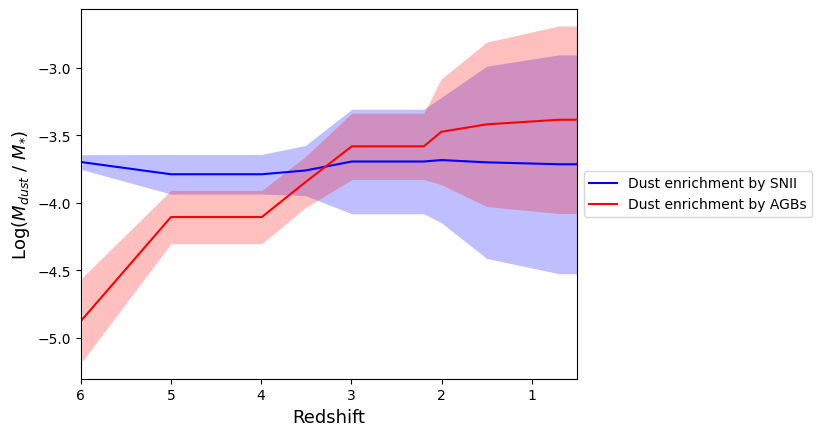 −3.0
−3.5
−4.0
−4.5
−5.0
Log(M_dust / M_*)
6 5 4 3 2 1
Redshift
Dust enrichment by SNII
Dust enrichment by AGBs